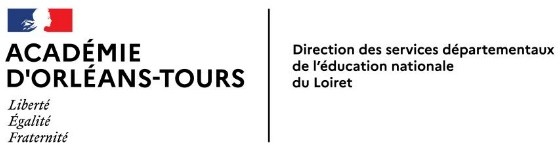 ACADÉMIE
D'ORLÉANS-TOURS
Liberté
Égalité
Fraternité
Direction des services départementaux
de l'éducation nationale
du Loiret